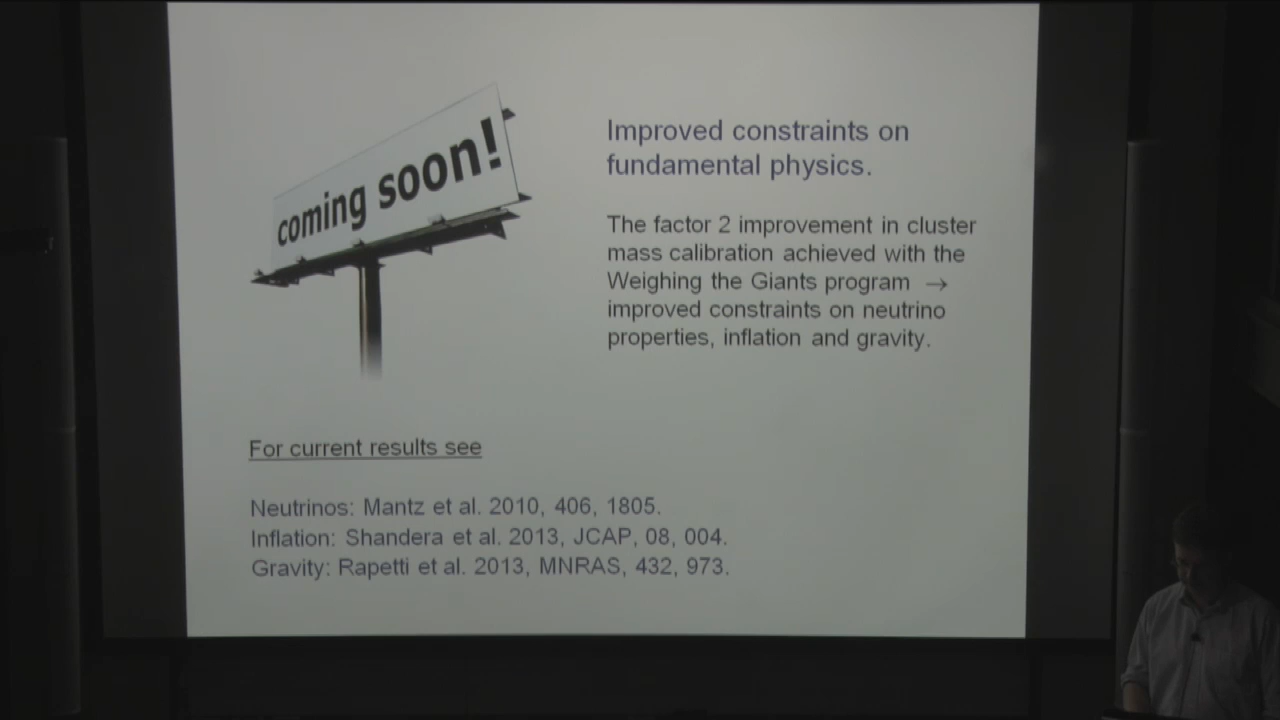 coming soon!
Improved constraints on
fundamental physics.
The factor 2 improvement in cluster
mass calibration achieved with the
Weighing the Giants program →
improved constraints on neutrino
properties, inflation and gravity.
For current results see
Neutrinos: Mantz et al. 2010, 406, 1805.
Inflation: Shandera et al. 2013, JCAP, 08, 004.
Gravity: Rapetti et al. 2013, MNRAS, 432, 973.